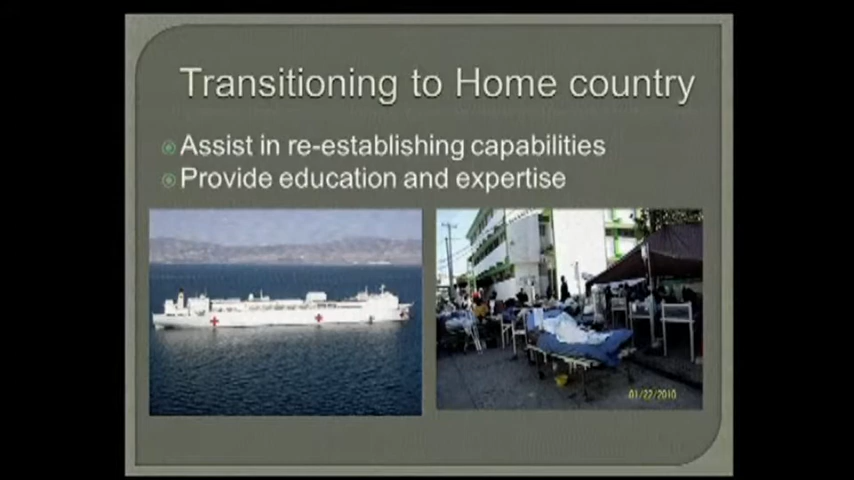 Transitioning to Home country
Assist in re-establishing capabilities
Provide education and expertise
01/22/2010